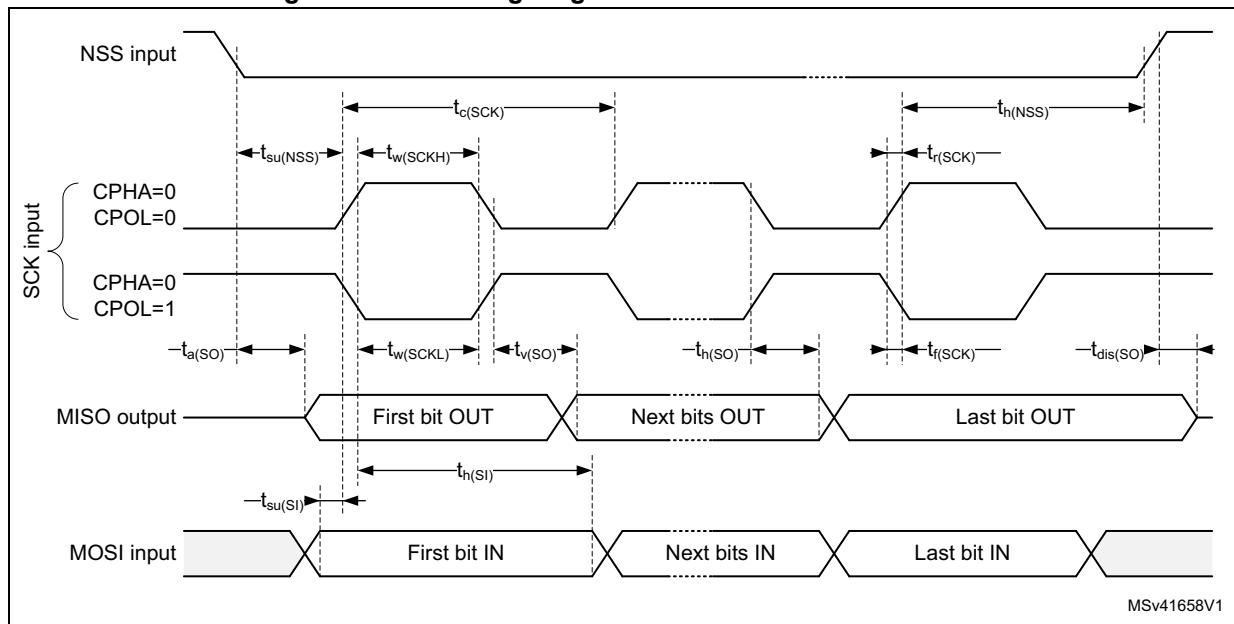 NSS input
tc(SCK)
th(NSS)
tsu(NSS)
tw(SCKH)
tr(SCK)
SCK input
CPHA=0
CPOL=0
CPHA=0
CPOL=1
ta(SO)
tw(SCKL)
tv(SO)
th(SO)
tf(SCK)
tdis(SO)
MISO output
First bit OUT
Next bits OUT
Last bit OUT
th(SI)
tsu(SI)
MOSI input
First bit IN
Next bits IN
Last bit IN
MSv41658V1